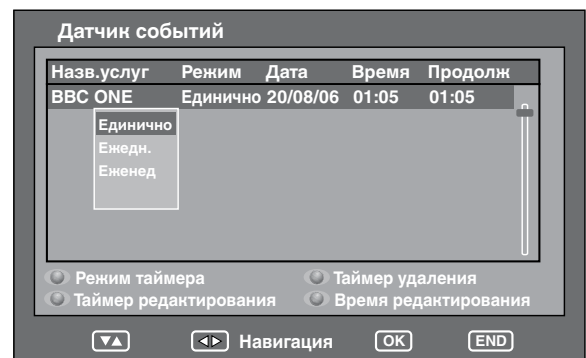 Датчик событий
Назв.услуг Режим Дата Время Продолж
BBC ONE Единично 20/08/06 01:05 01:05
Единично
Ежедн.
Еженед
Режим таймера Таймер удаления
Таймер редактирования Время редактирования
Навигация OK END